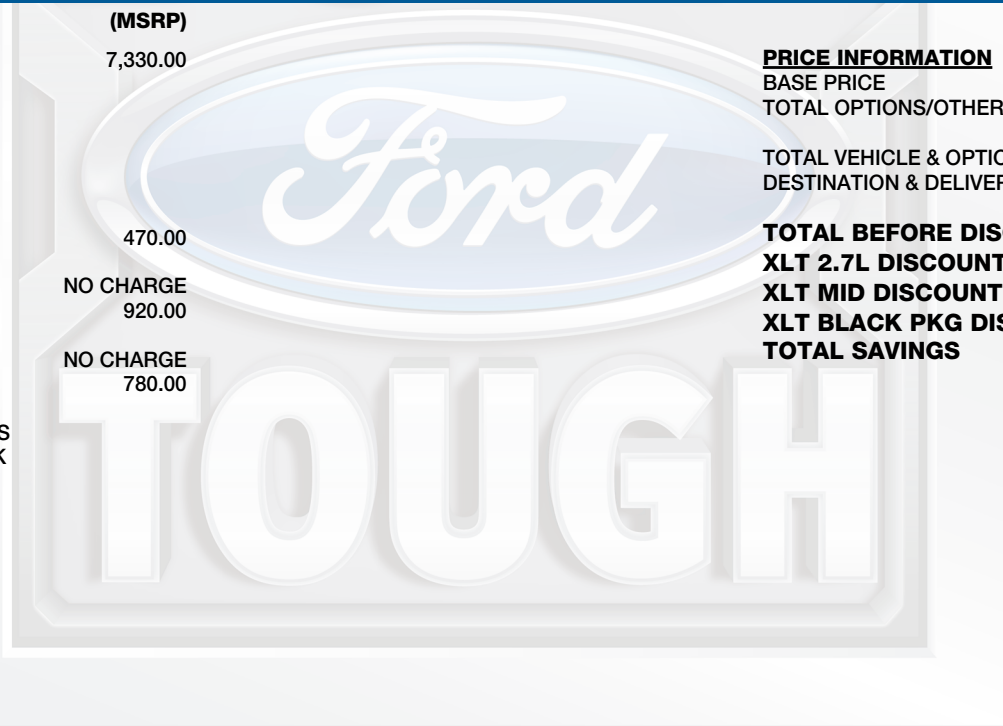 (MSRP)
7,330.00
470.00
NO CHARGE
920.00
NO CHARGE
780.00
S
K
PRICE INFORMATION
BASE PRICE
TOTAL OPTIONS/OTHER
TOTAL VEHICLE & OPTIO
DESTINATION & DELIVER
TOTAL BEFORE DISC
XLT 2.7L DISCOUNT
XLT MID DISCOUNT
XLT BLACK PKG DIS
TOTAL SAVINGS
Ford
TOUGH